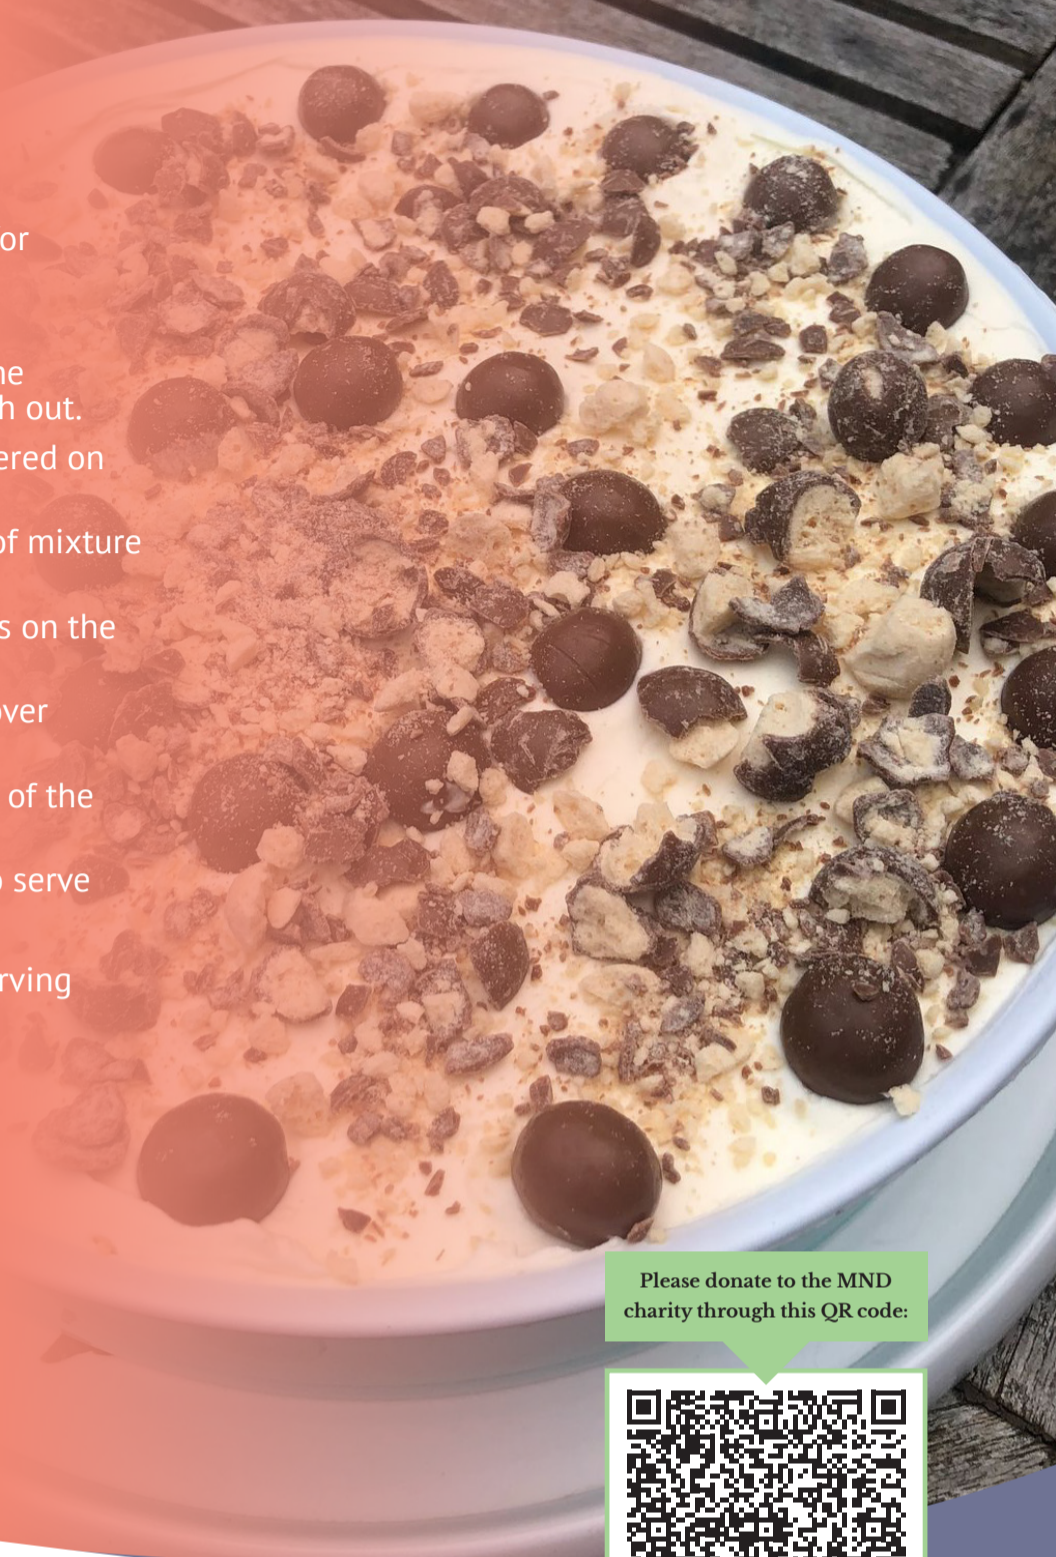 or
ne
h out.
ered on
of mixture
s on the
over
of the
o serve
rving
Please donate to the MND
charity through this QR code: